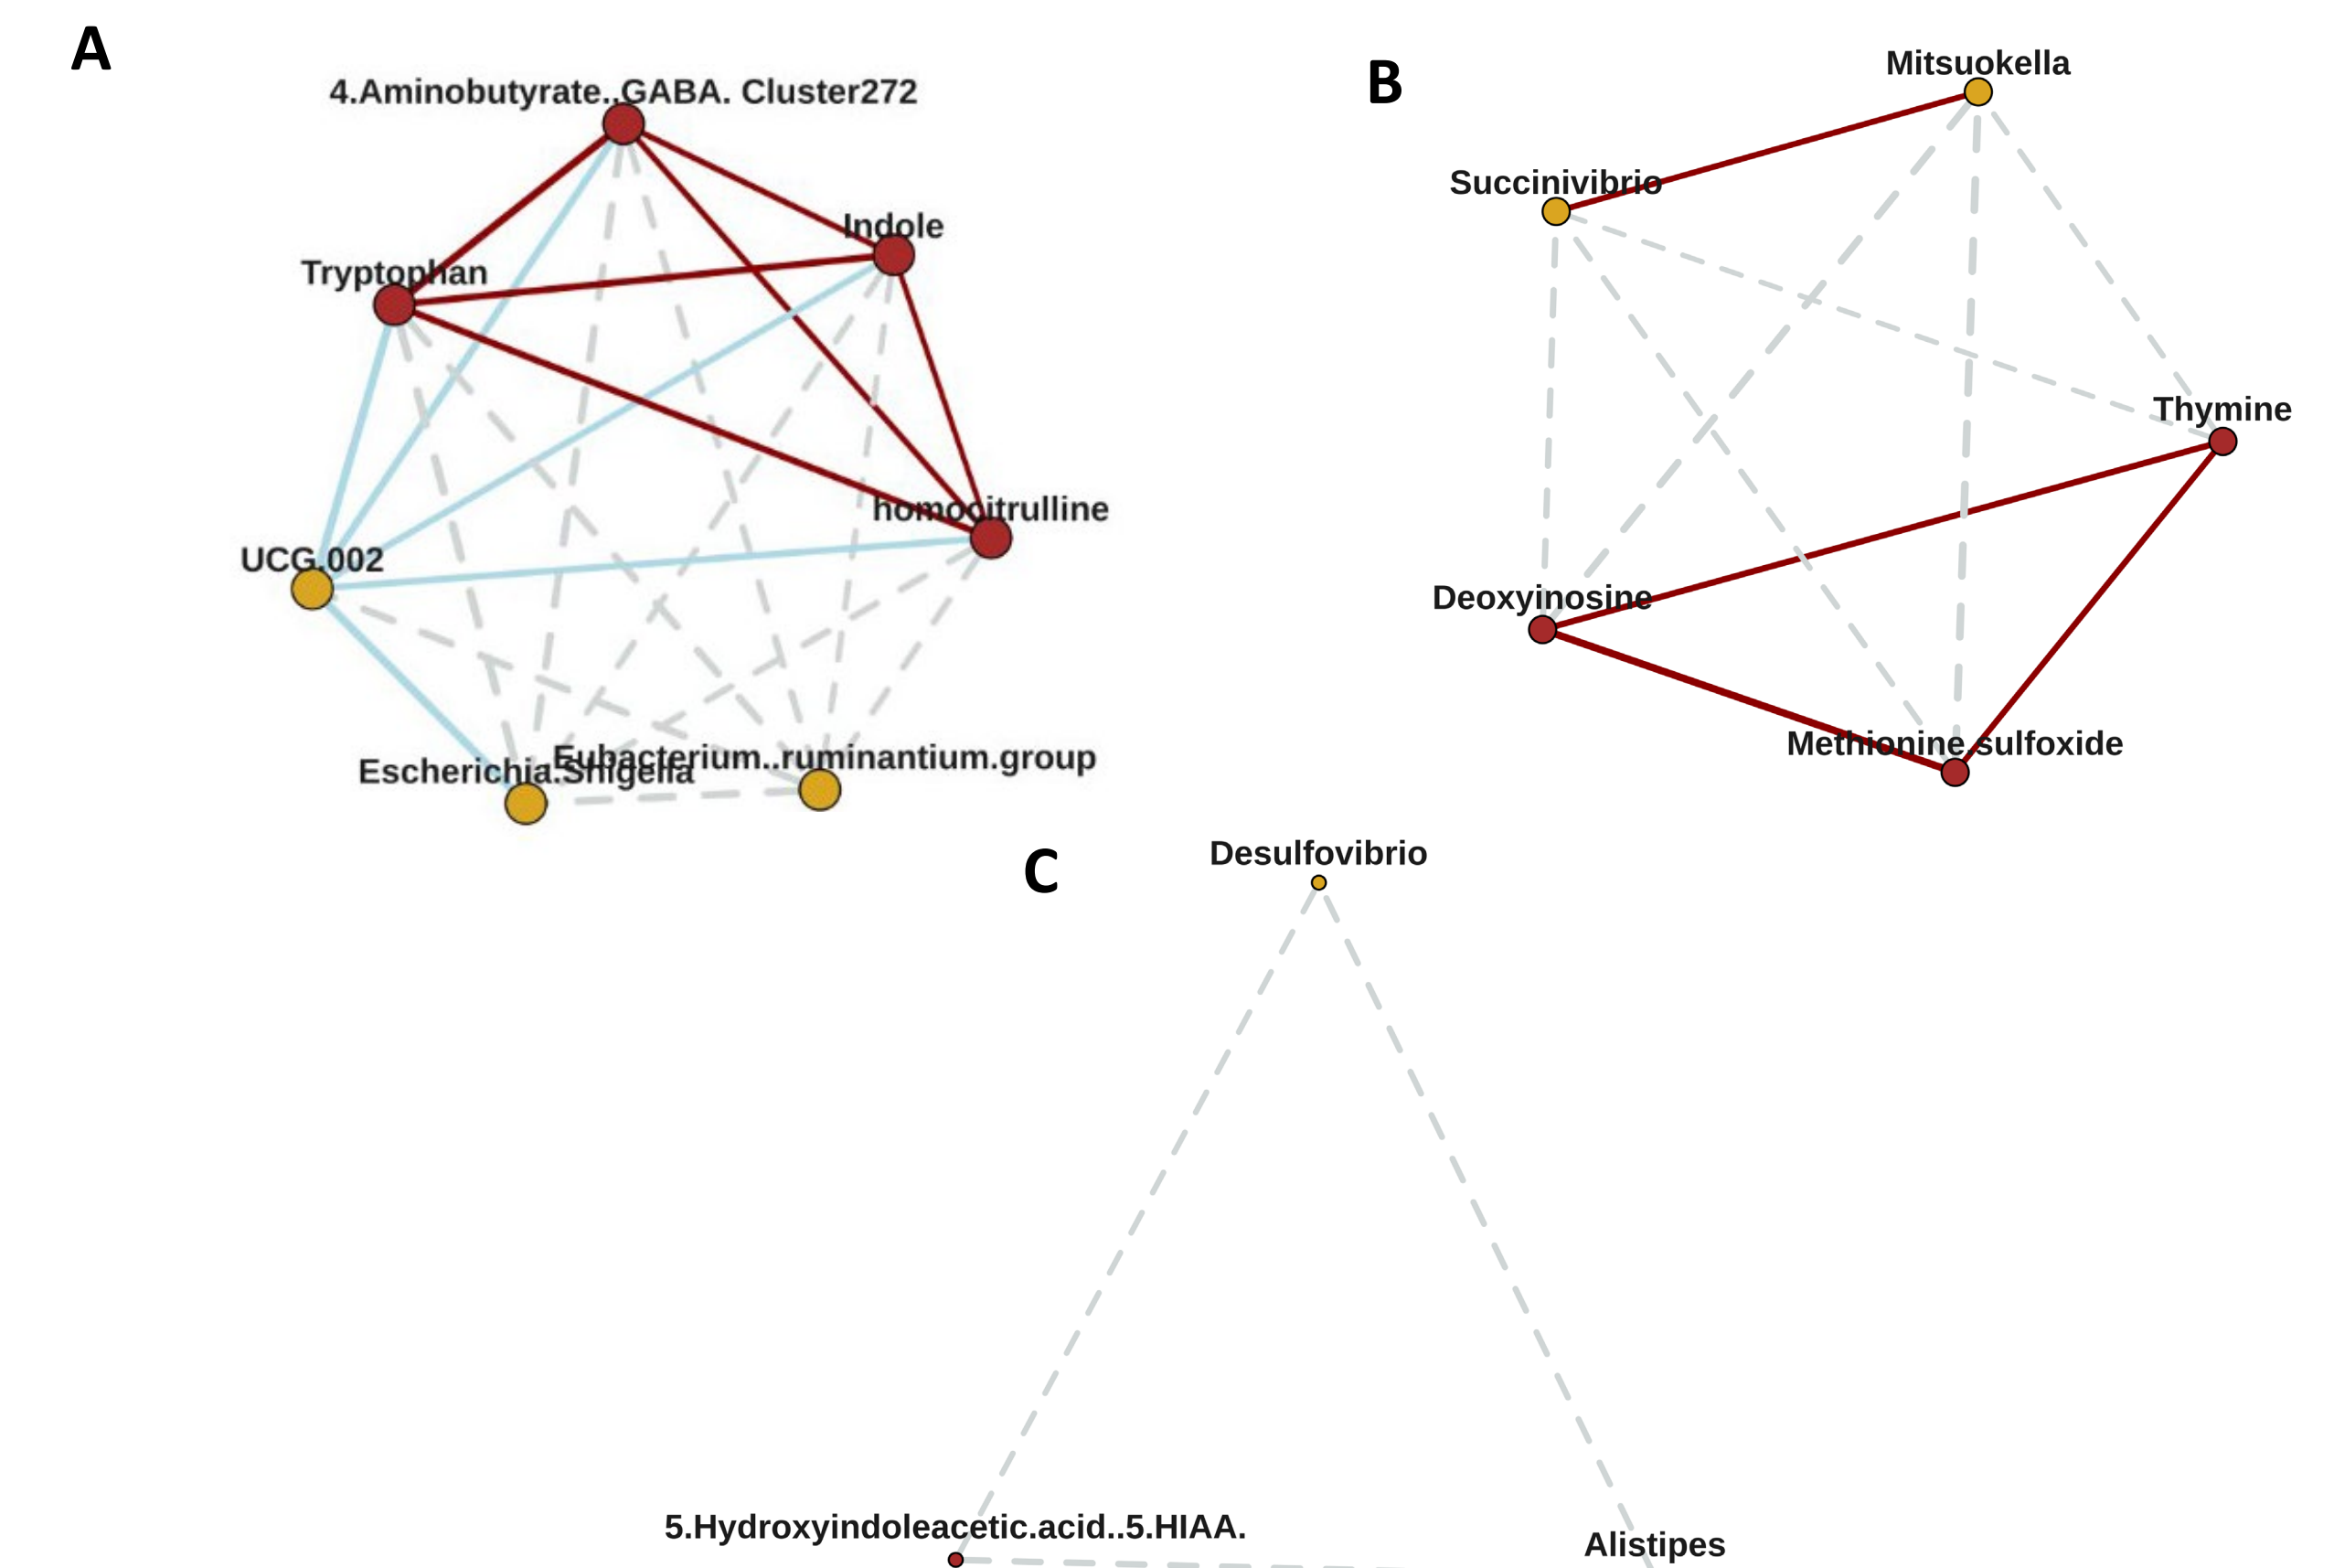 A
4.Aminobutyrate..GABA. Cluster272
Indole
Tryptophan
homocitrulline
UCG.002
Eubacterium..ruminantium.group
Escherichia.Shigella
B
Mitsuokella
Succinivibrio
Thymine
Deoxyinosine
Methionine.sulfoxide
C
Desulfovibrio
5.Hydroxyindoleacetic.acid..5.HIAA.
Alistipes